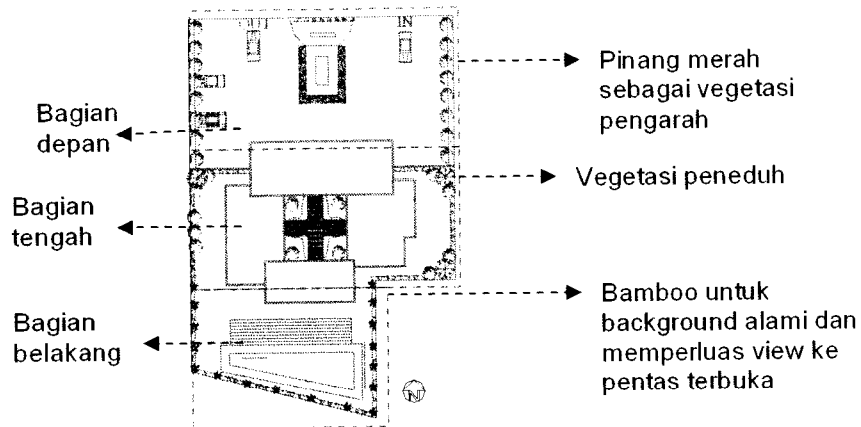 IN
Pinang merah
sebagai vegetasi
pengarah
Bagian
depan
Vegetasi peneduh
Bagian
tengah
Bamboo untuk
background alami dan
memperluas view ke
pentas terbuka
Bagian
belakang
N